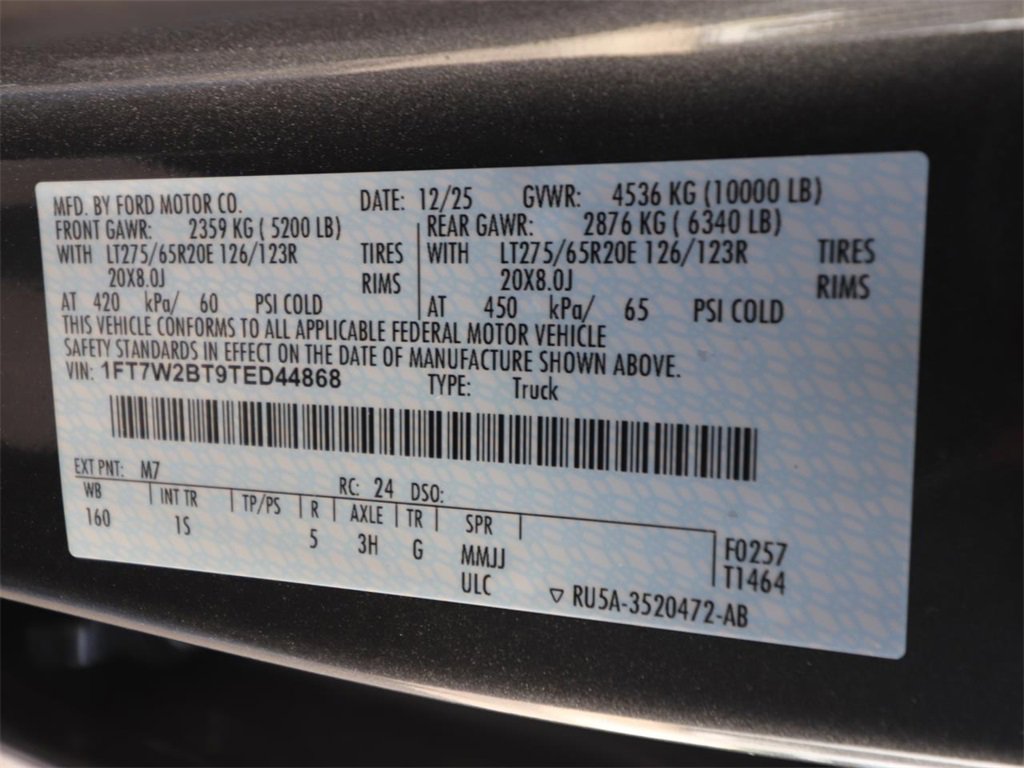 MFD. BY FORD MOTOR CO. DATE: 12/25 GVWR: 4536 KG (10000 LB)
FRONT GAWR: 2359 KG ( 5200 LB) REAR GAWR: 2876 KG ( 6340 LB)
WITH LT275/65R20E 126/123R TIRES WITH LT275/65R20E 126/123R TIRES
20X8.0J RIMS 20X8.0J RIMS
AT 420 kPa/ 60 PSI COLD AT 450 kPa/ 65 PSI COLD
THIS VEHICLE CONFORMS TO ALL APPLICABLE FEDERAL MOTOR VEHICLE
SAFETY STANDARDS IN EFFECT ON THE DATE OF MANUFACTURE SHOWN ABOVE.
VIN: 1FT7W2BT9TED44868 TYPE: Truck
EXT PNT: M7 RC: 24 DSO:
WB INT TR TP/PS R AXLE TR SPR
160 1S 5 3H G MMJJ F0257
ULC T1464
▽ RU5A-3520472-AB